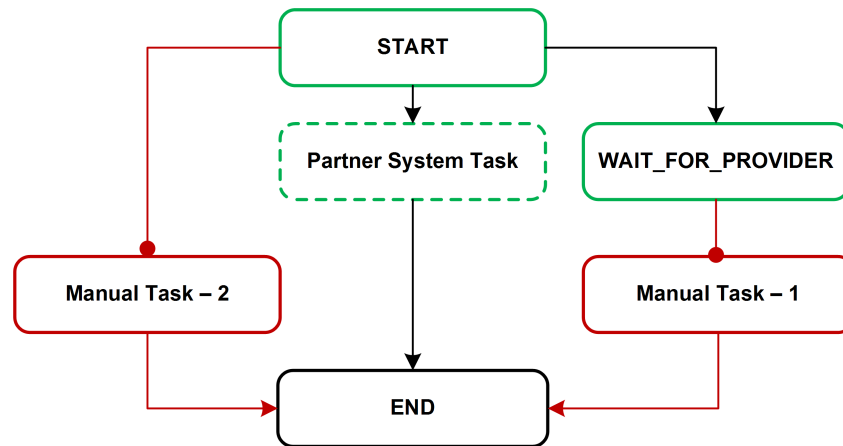 START
Partner System Task
WAIT_FOR_PROVIDER
Manual Task – 2
Manual Task – 1
END